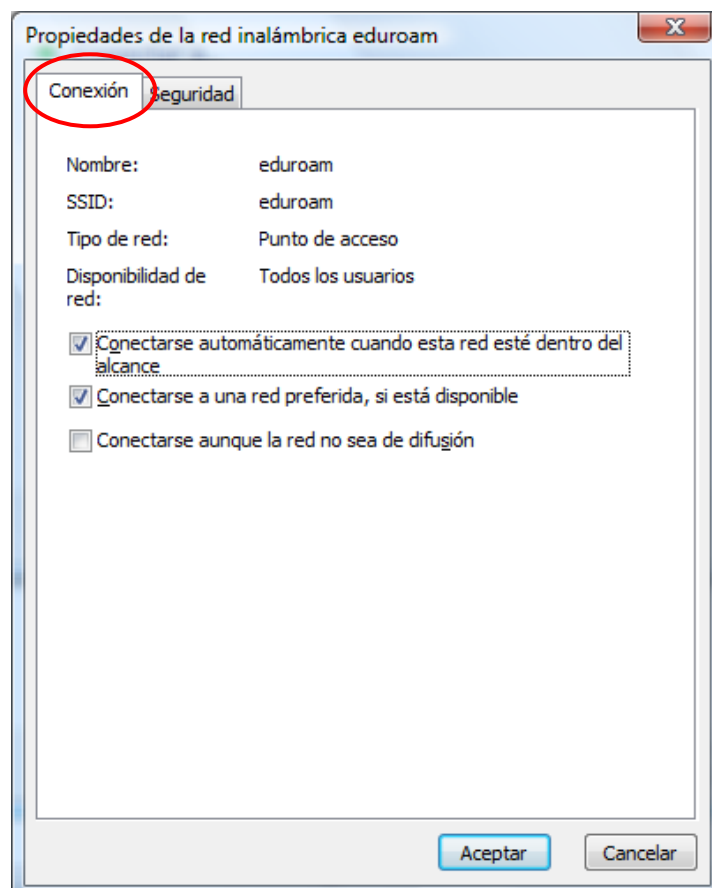 Propiedades de la red inalámbrica eduroam
Conexión Seguridad
Nombre: eduroam
SSID: eduroam
Tipo de red: Punto de acceso
Disponibilidad de Todos los usuarios
red:
Conectarse automáticamente cuando esta red esté dentro del
alcance
Conectarse a una red preferida, si está disponible
Conectarse aunque la red no sea de difusión
Aceptar Cancelar